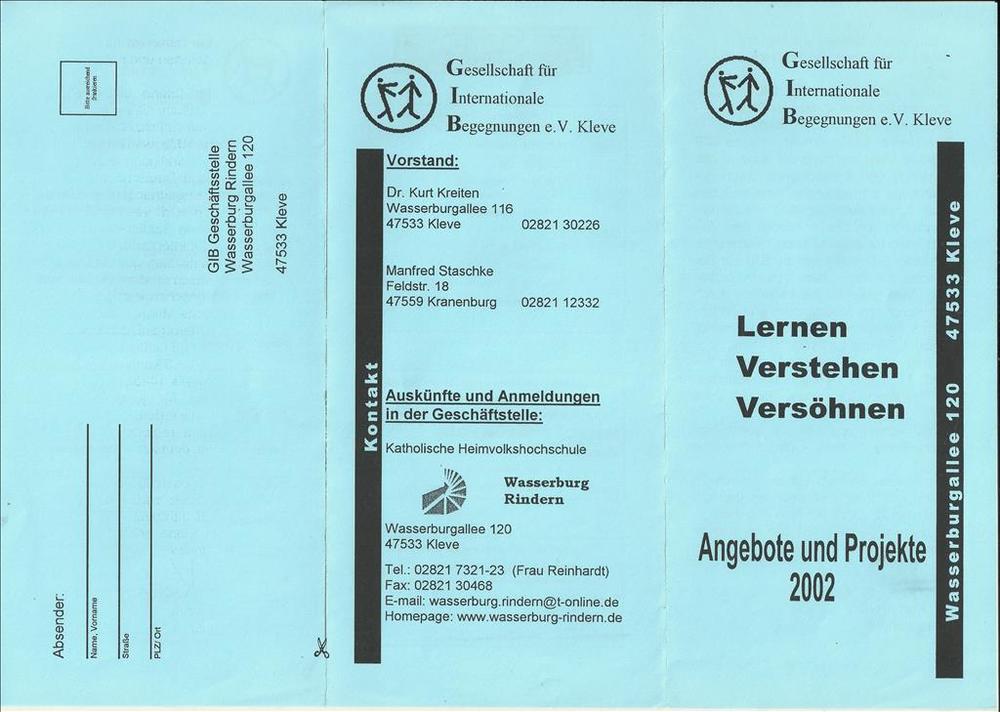 Bitte ausreichend
frankieren
GIB Geschäftsstelle
Wasserburg Rindern
Wasserburgallee 120
47533 Kleve
Absender:
Name, Vorname
Straße
PLZ/ Ort
Gesellschaft für
Internationale
Begegnungen e.V. Kleve
Kontakt
Vorstand:
Dr. Kurt Kreiten
Wasserburgallee 116
47533 Kleve 02821 30226
Manfred Staschke
Feldstr. 18
47559 Kranenburg 02821 12332
Auskünfte und Anmeldungen
in der Geschäftstelle:
Katholische Heimvolkshochschule
Wasserburg
Rindern
Wasserburgallee 120
47533 Kleve
Tel.: 02821 7321-23 (Frau Reinhardt)
Fax: 02821 30468
E-mail: wasserburg.rindern@t-online.de
Homepage: www.wasserburg-rindern.de
Gesellschaft für
Internationale
Begegnungen e.V. Kleve
Lernen
Verstehen
Versöhnen
Angebote und Projekte
2002
Wasserburgallee 120 47533 Kleve